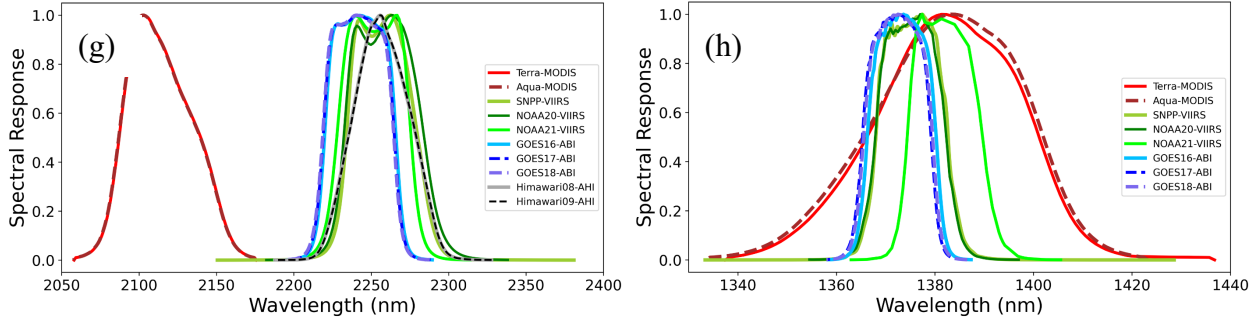 (g)
Spectral Response
1.0
0.8
0.6
0.4
0.2
0.0
Terra-MODIS
Aqua-MODIS
SNPP-VIIRS
NOAA20-VIIRS
NOAA21-VIIRS
GOES16-ABI
GOES17-ABI
GOES18-ABI
Himawari08-AHI
Himawari09-AHI
2050 2100 2150 2200 2250 2300 2350 2400
Wavelength (nm)
(h)
Spectral Response
1.0
0.8
0.6
0.4
0.2
0.0
Terra-MODIS
Aqua-MODIS
SNPP-VIIRS
NOAA20-VIIRS
NOAA21-VIIRS
GOES16-ABI
GOES17-ABI
GOES18-ABI
1340 1360 1380 1400 1420 1440
Wavelength (nm)